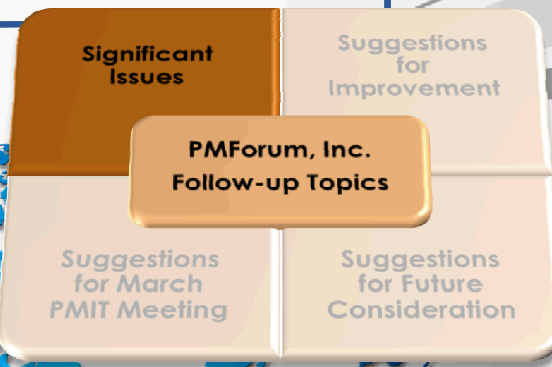 Significant
Issues
Suggestions
for
Improvement
PMForum, Inc.
Follow-up Topics
Suggestions
for March
PMIT Meeting
Suggestions
for Future
Consideration